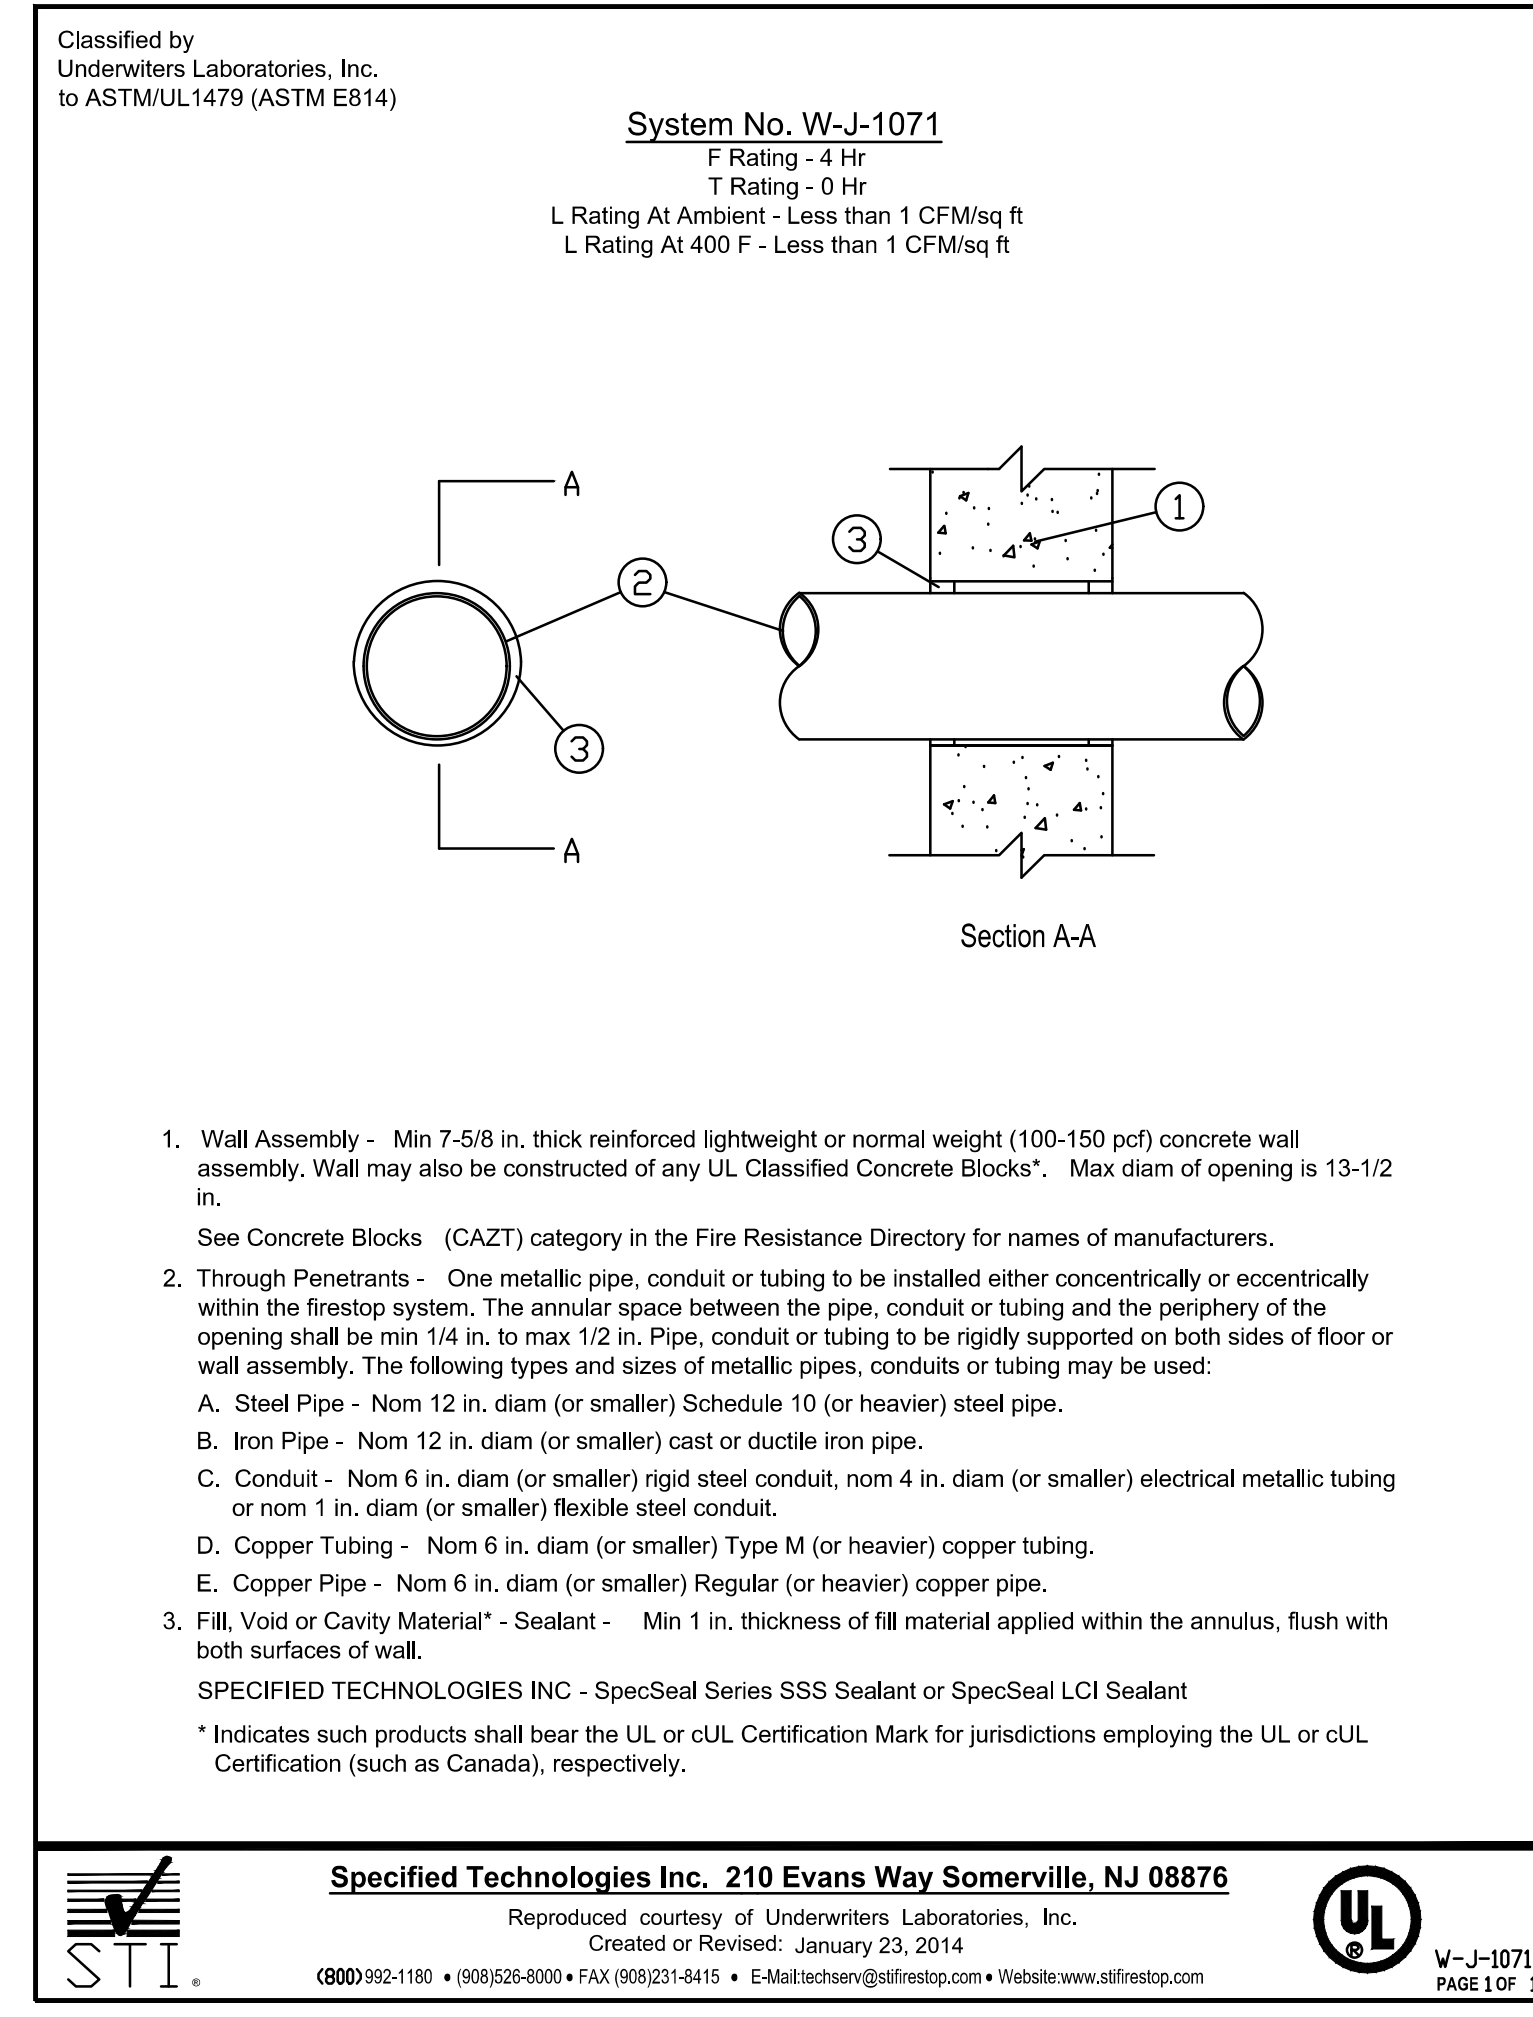 Classified by
Underwiters Laboratories, Inc.
to ASTM/UL1479 (ASTM E814)
System No. W-J-1071
F Rating - 4 Hr
T Rating - 0 Hr
L Rating At Ambient - Less than 1 CFM/sq ft
L Rating At 400 F - Less than 1 CFM/sq ft
A
1
3
2
3
A
Section A-A
1. Wall Assembly - Min 7-5/8 in. thick reinforced lightweight or normal weight (100-150 pcf) concrete wall
assembly. Wall may also be constructed of any UL Classified Concrete Blocks*. Max diam of opening is 13-1/2
in.
See Concrete Blocks (CAZT) category in the Fire Resistance Directory for names of manufacturers.
2. Through Penetrants - One metallic pipe, conduit or tubing to be installed either concentrically or eccentrically
within the firestop system. The annular space between the pipe, conduit or tubing and the periphery of the
opening shall be min 1/4 in. to max 1/2 in. Pipe, conduit or tubing to be rigidly supported on both sides of floor or
wall assembly. The following types and sizes of metallic pipes, conduits or tubing may be used:
A. Steel Pipe - Nom 12 in. diam (or smaller) Schedule 10 (or heavier) steel pipe.
B. Iron Pipe - Nom 12 in. diam (or smaller) cast or ductile iron pipe.
C. Conduit - Nom 6 in. diam (or smaller) rigid steel conduit, nom 4 in. diam (or smaller) electrical metallic tubing
or nom 1 in. diam (or smaller) flexible steel conduit.
D. Copper Tubing - Nom 6 in. diam (or smaller) Type M (or heavier) copper tubing.
E. Copper Pipe - Nom 6 in. diam (or smaller) Regular (or heavier) copper pipe.
3. Fill, Void or Cavity Material* - Sealant - Min 1 in. thickness of fill material applied within the annulus, flush with
both surfaces of wall.
SPECIFIED TECHNOLOGIES INC - SpecSeal Series SSS Sealant or SpecSeal LCI Sealant
* Indicates such products shall bear the UL or cUL Certification Mark for jurisdictions employing the UL or cUL
Certification (such as Canada), respectively.
STI®
Specified Technologies Inc. 210 Evans Way Somerville, NJ 08876
Reproduced courtesy of Underwriters Laboratories, Inc.
Created or Revised: January 23, 2014
(800)992-1180 • (908)526-8000 • FAX (908)231-8415 • E-Mail:techserv@stifirestop.com • Website:www.stifirestop.com
UL®
W-J-1071
PAGE 1 OF 1